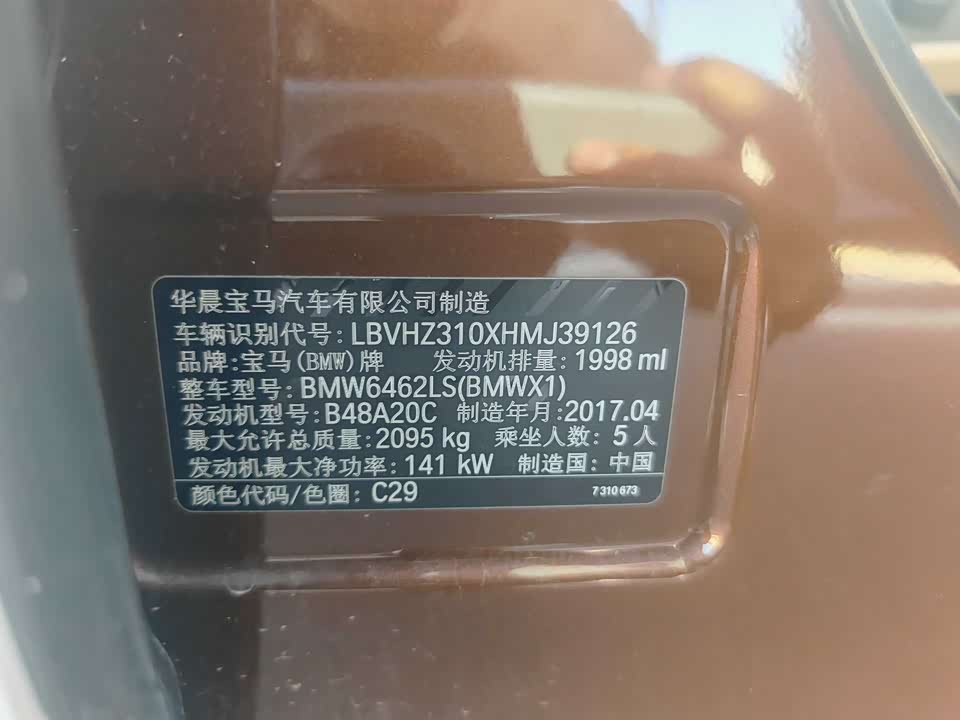 华晨宝马汽车有限公司制造
车辆识别代号: LBVHZ310XHMJ39126
品牌: 宝马(BMW)牌 发动机排量: 1998 ml
整车型号: BMW6462LS(BMWX1)
发动机型号: B48A20C 制造年月: 2017.04
最大允许总质量: 2095 kg 乘坐人数: 5人
发动机最大净功率: 141 kW 制造国: 中国
颜色代码/色圈: C29 7 310 673